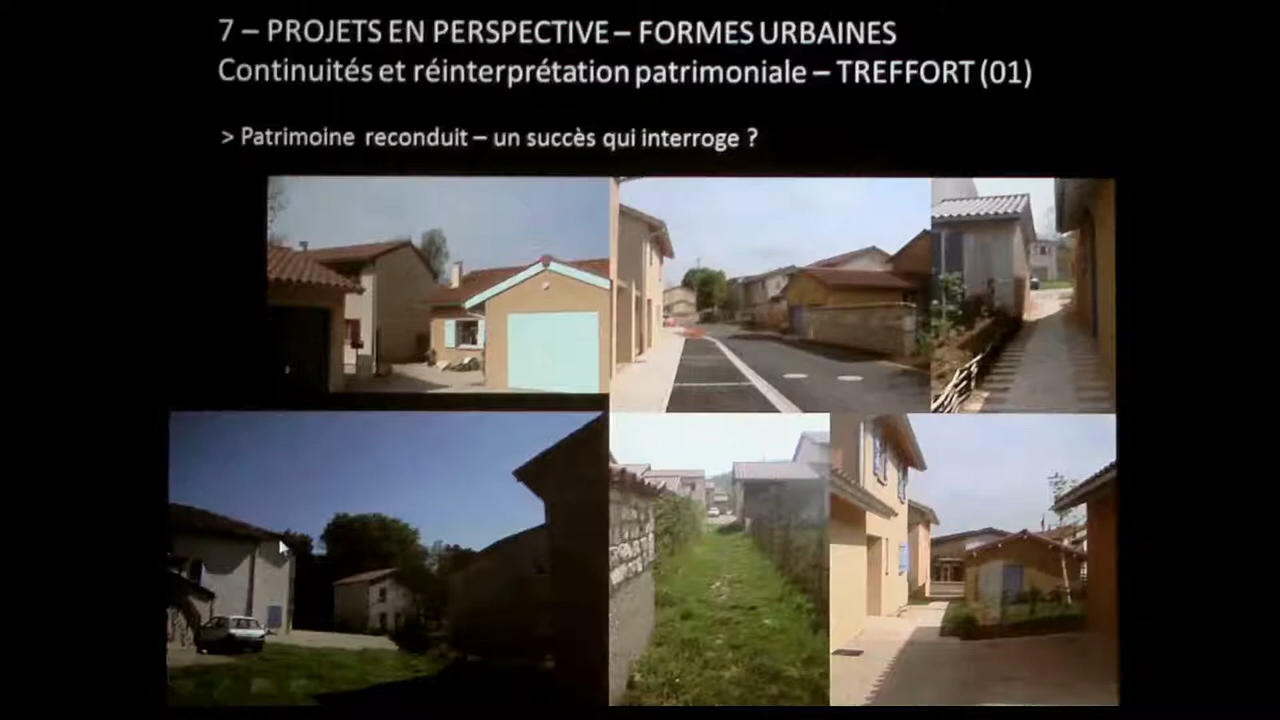 7 – PROJETS EN PERSPECTIVE – FORMES URBAINES
Continuités et réinterprétation patrimoniale – TREFFORT (01)
> Patrimoine reconduit – un succès qui interroge ?